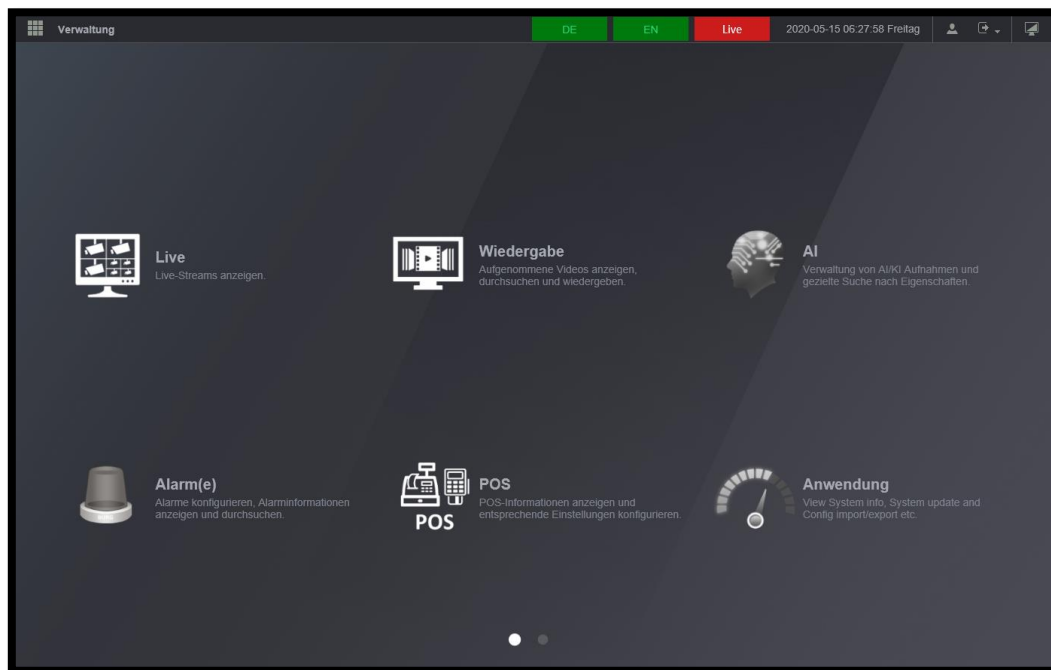 Verwaltung
DE
EN
Live
2020-05-15 06:27:58 Freitag
Live
Live-Streams anzeigen.
Wiedergabe
Aufgenommene Videos anzeigen,
durchsuchen und wiedergeben.
AI
Verwaltung von AI/KI Aufnahmen und
gezielte Suche nach Eigenschaften.
Alarm(e)
Alarme konfigurieren, Alarminformationen
anzeigen und durchsuchen.
POS
POS
POS-Informationen anzeigen und
entsprechende Einstellungen konfigurieren.
Anwendung
View System info, System update and
Config import/export etc.